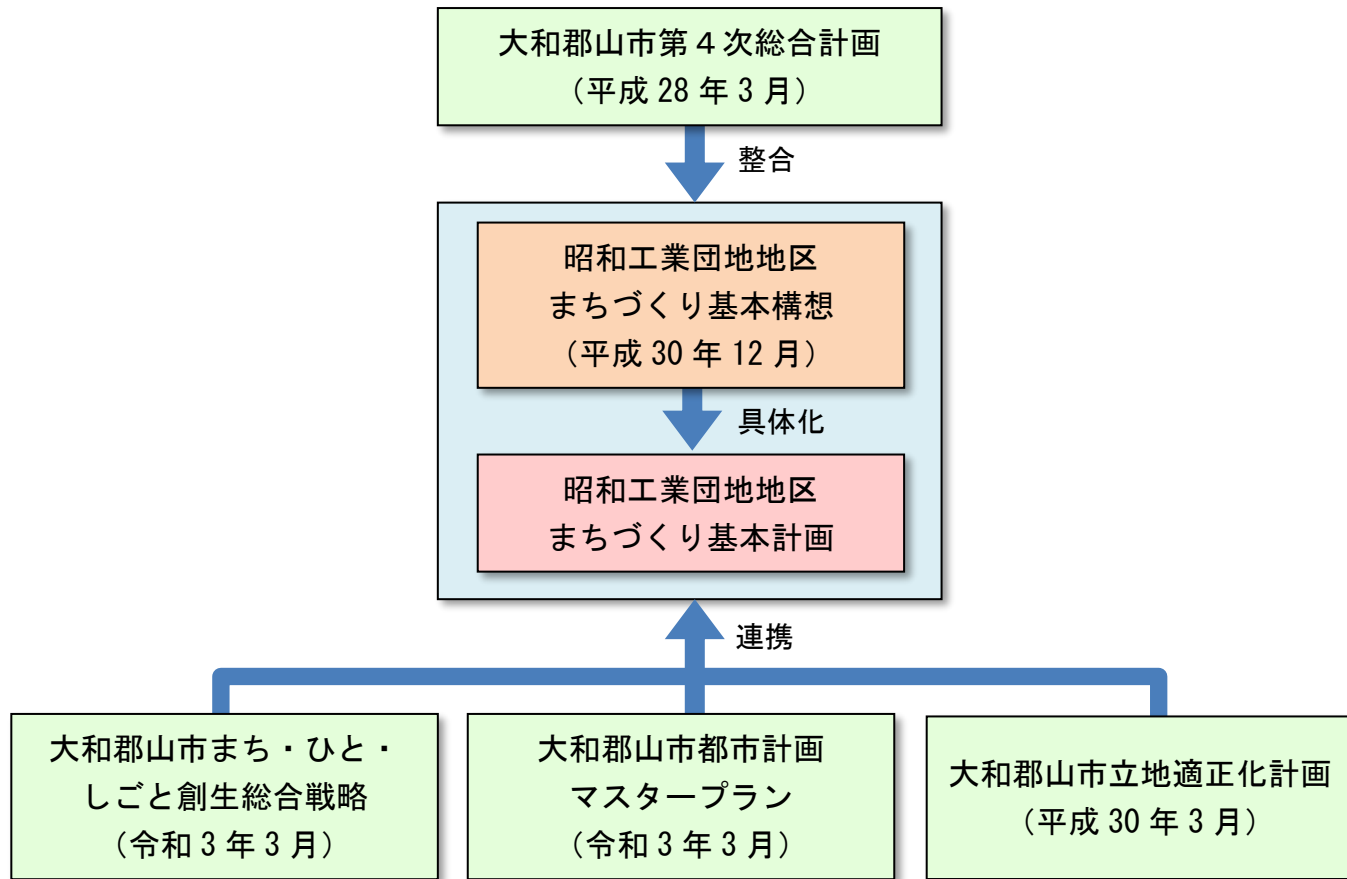 大和郡山市第４次総合計画
（平成 28 年 3 月）
整合
昭和工業団地地区
まちづくり基本構想
（平成 30 年 12 月）
具体化
昭和工業団地地区
まちづくり基本計画
連携
大和郡山市まち・ひと・
しごと創生総合戦略
（令和 3 年 3 月）
大和郡山市都市計画
マスタープラン
（令和 3 年 3 月）
大和郡山市立地適正化計画
（平成 30 年 3 月）